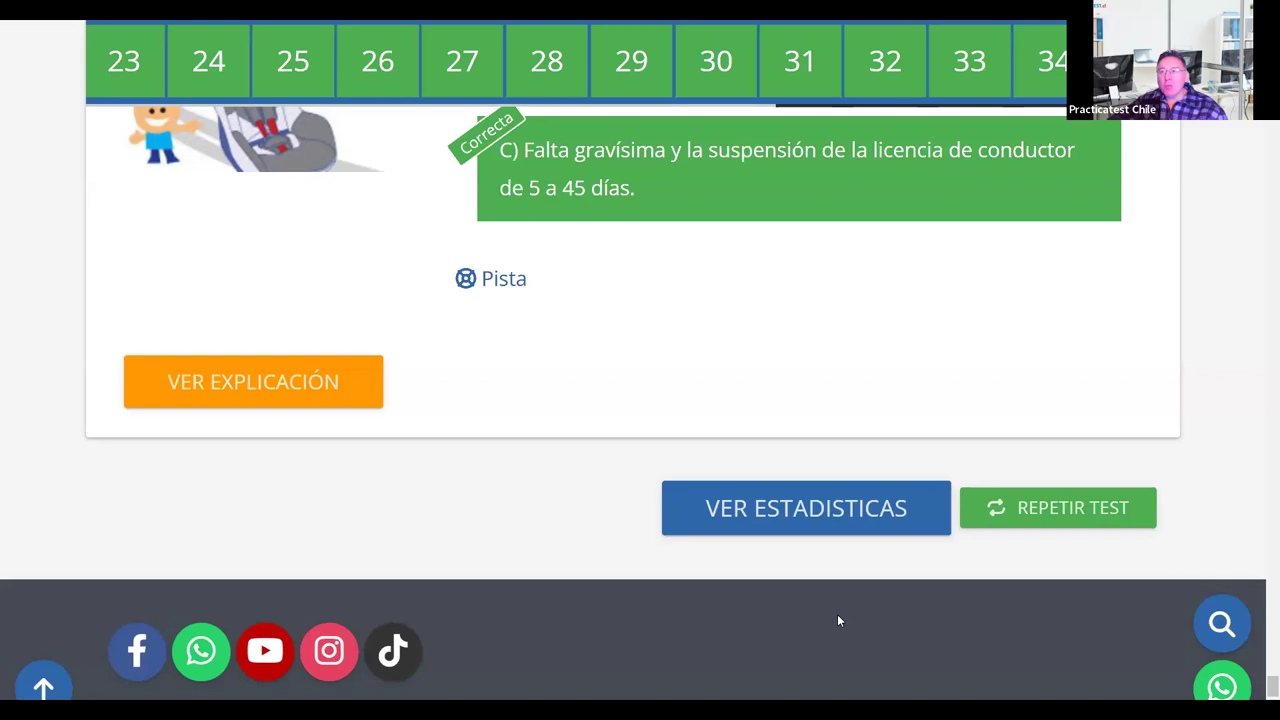 23 24 25 26 27 28 29 30 31 32 33 34
Practicatest Chile
Correcta
C) Falta gravísima y la suspensión de la licencia de conductor
de 5 a 45 días.
Pista
VER EXPLICACIÓN
VER ESTADISTICAS
REPETIR TEST